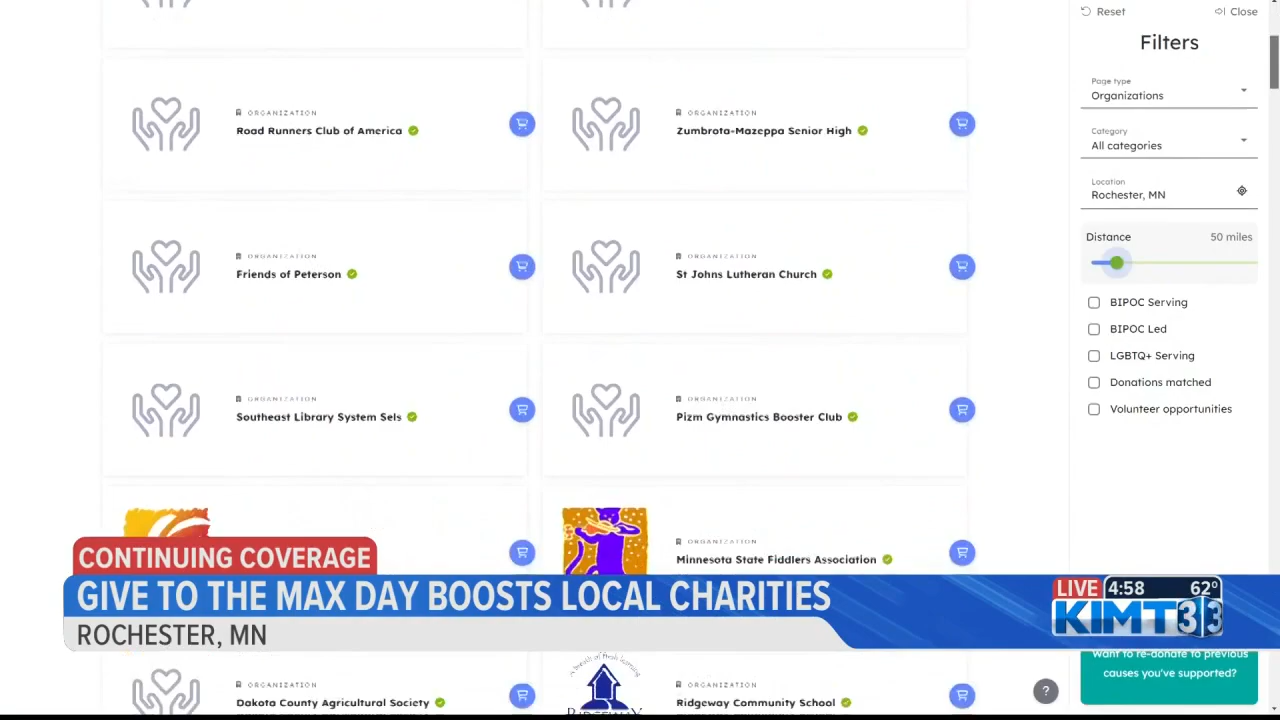 Reset
Close
Filters
ORGANIZATION
Road Runners Club of America
ORGANIZATION
Zumbrota-Mazeppa Senior High
Page type
Organizations
Category
All categories
Location
Rochester, MN
Distance
50 miles
ORGANIZATION
Friends of Peterson
ORGANIZATION
St Johns Lutheran Church
BIPOC Serving
BIPOC Led
LGBTQ+ Serving
Donations matched
Volunteer opportunities
ORGANIZATION
Southeast Library System Sels
ORGANIZATION
Pizm Gymnastics Booster Club
ORGANIZATION
Minnesota State Fiddlers Association
CONTINUING COVERAGE
GIVE TO THE MAX DAY BOOSTS LOCAL CHARITIES
ROCHESTER, MN
LIVE 4:58 62°
KIMT 3 3
Want to re-donate to previous
causes you've supported?
?
ORGANIZATION
Dakota County Agricultural Society
RIDGEWAY
ORGANIZATION
Ridgeway Community School